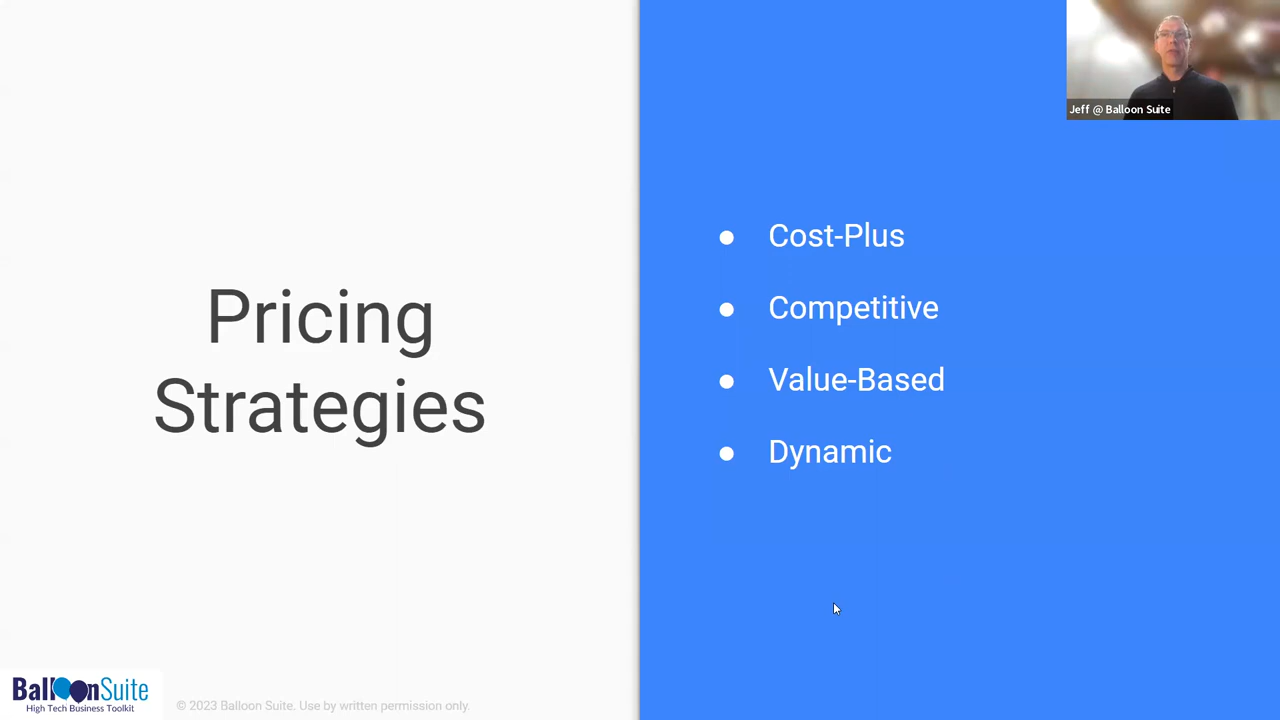 Jeff @ Balloon Suite
Pricing
Strategies
Cost-Plus
Competitive
Value-Based
Dynamic
BalloonSuite
High Tech Business Toolkit
© 2023 Balloon Suite. Use by written permission only.